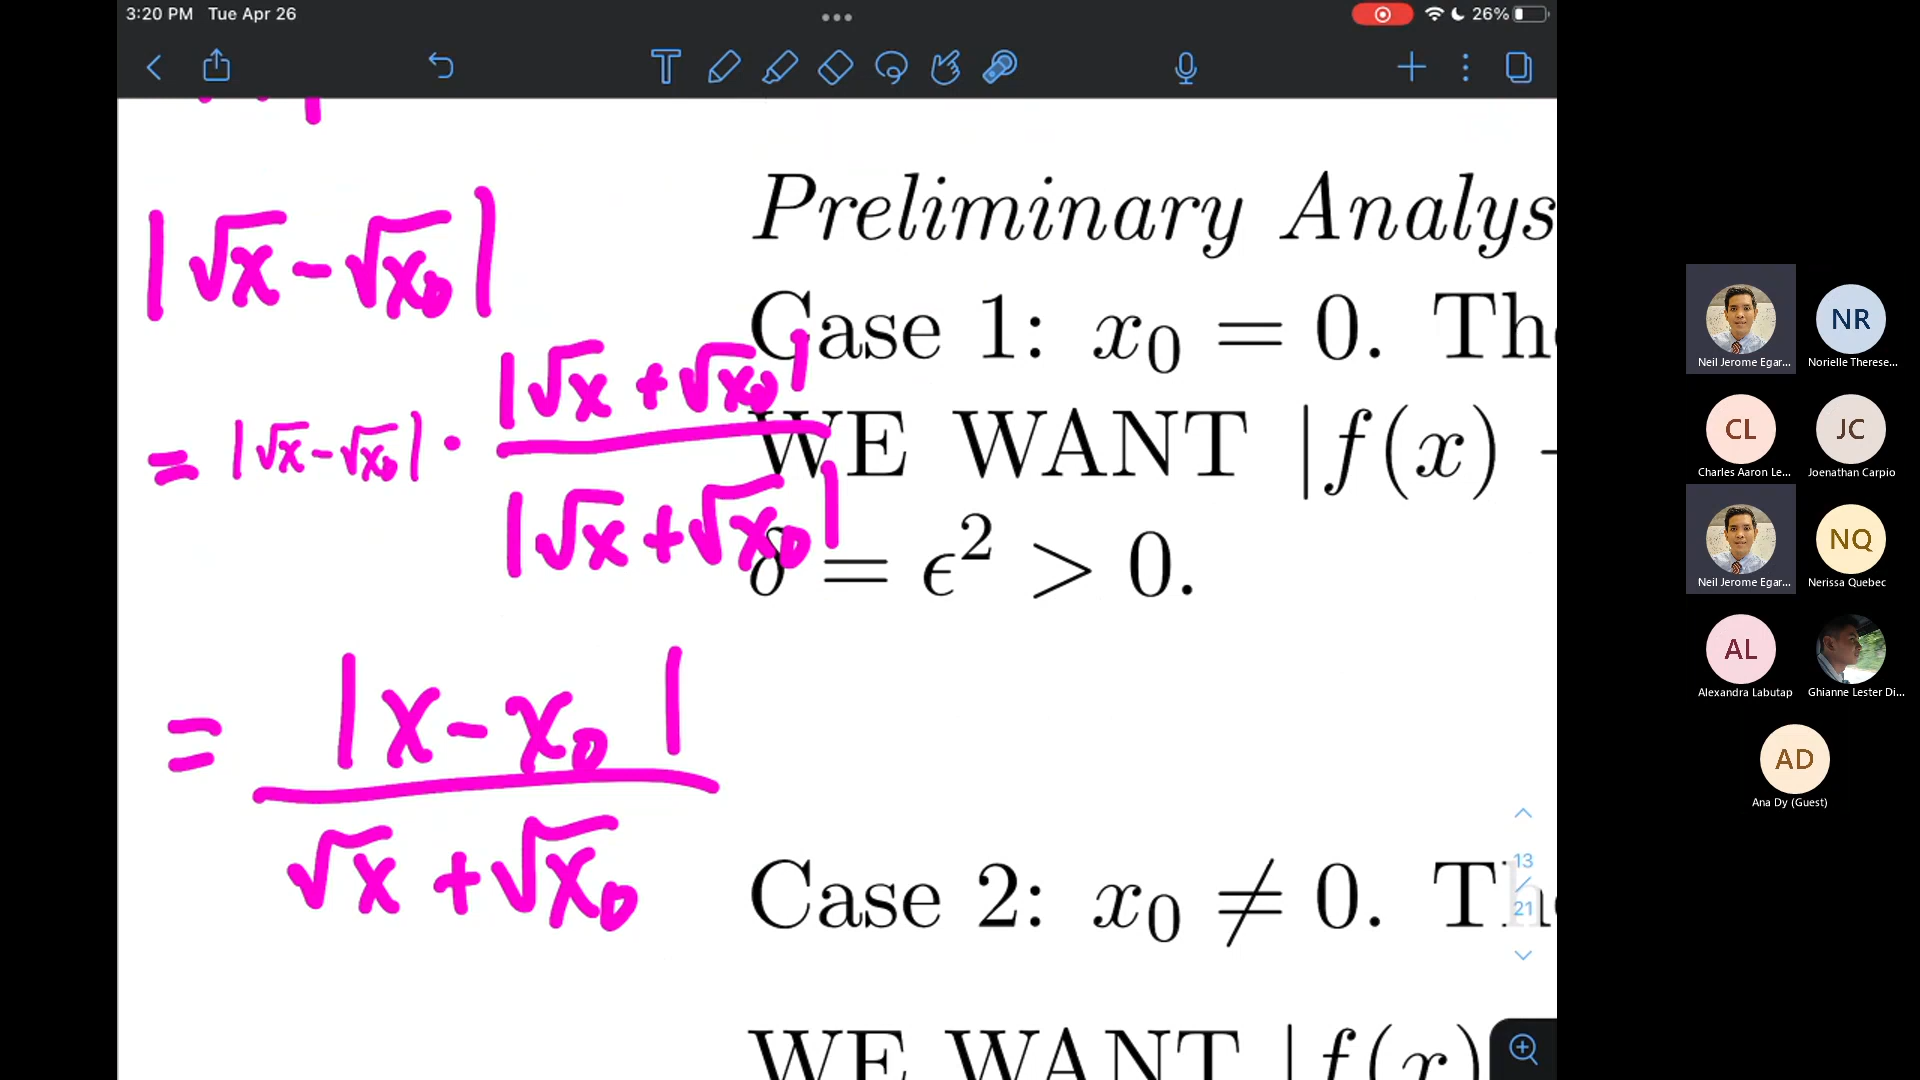 3:20 PM Tue Apr 26
26%
|√x - √x₀|
= |√x - √x₀| · |√x + √x₀| / |√x + √x₀|
= |x - x₀| / √x + √x₀
Preliminary Analys
Case 1: x₀ = 0. Th
WE WANT |f(x) -
δ = ϵ² > 0.
Case 2: x₀ ≠ 0. Th
WE WANT |f(x)
13
21
Neil Jerome Egar...
NR
Norielle Therese...
CL
Charles Aaron Le...
JC
Joenathan Carpio
Neil Jerome Egar...
NQ
Nerissa Quebec
AL
Alexandra Labutap
Ghianne Lester Di...
AD
Ana Dy (Guest)